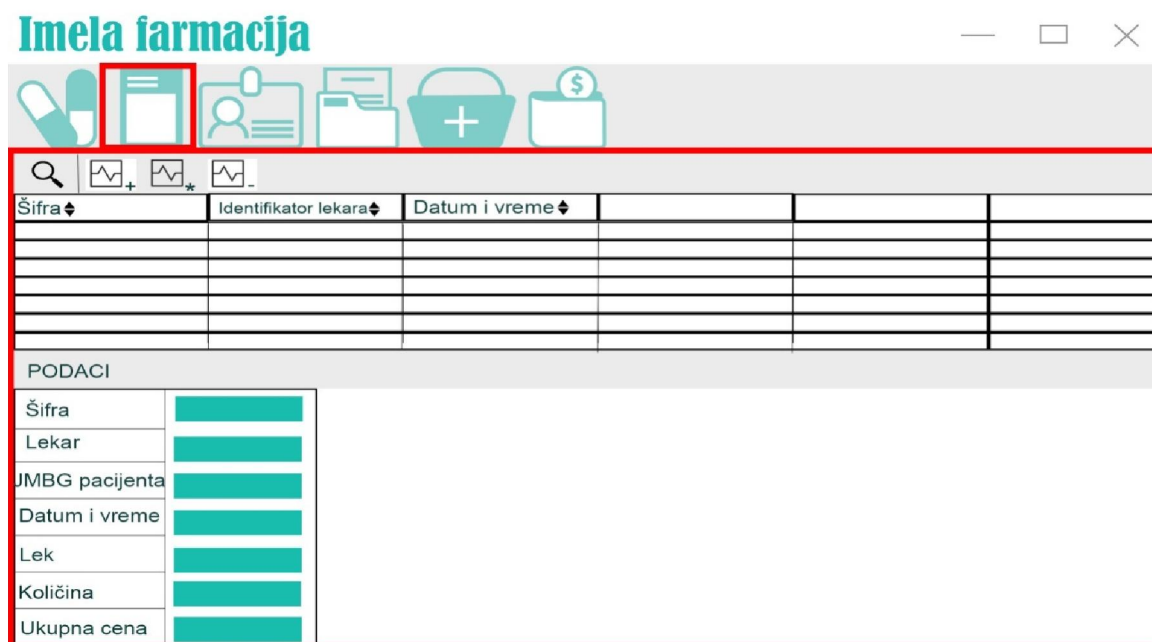 Imela farmacija
$
Šifra Identifikator lekara Datum i vreme
PODACI
Šifra
Lekar
JMBG pacijenta
Datum i vreme
Lek
Količina
Ukupna cena